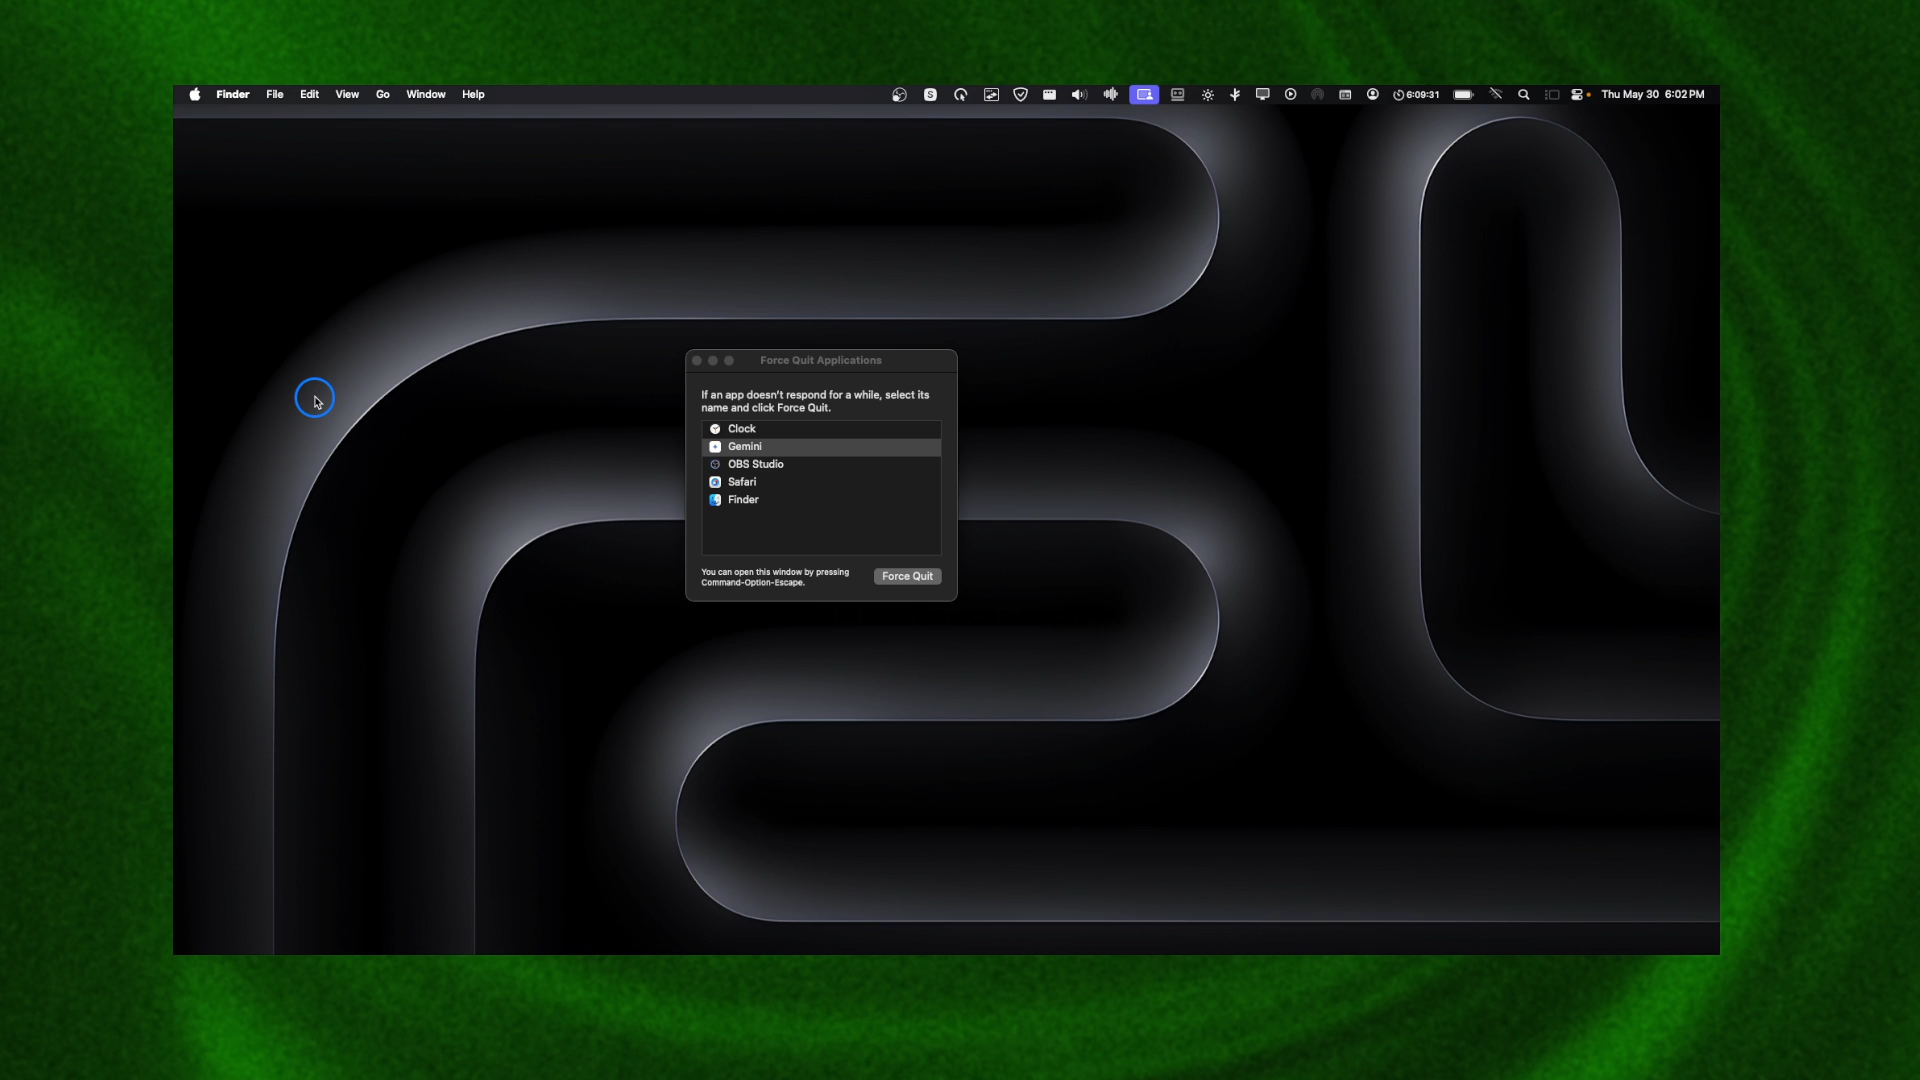 Finder File Edit View Go Window Help S 6:09:31 Thu May 30 6:02 PM
Force Quit Applications
If an app doesn't respond for a while, select its
name and click Force Quit.
Clock
Gemini
OBS Studio
Safari
Finder
You can open this window by pressing
Command-Option-Escape.
Force Quit